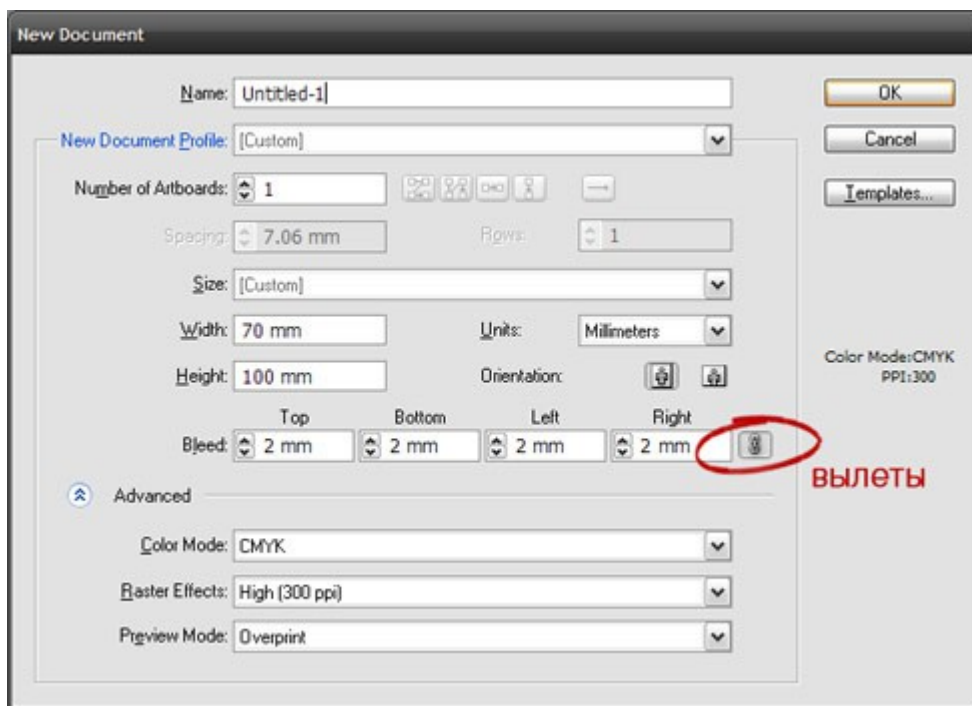 New Document
Name: Untitled-1
OK
New Document Profile: [Custom]
Cancel
Number of Artboards: 1
Templates...
Spacing: 7.06 mm Rows: 1
Size: [Custom]
Width: 70 mm Units: Millimeters
Color Mode:CMYK
PPI:300
Height: 100 mm Orientation:
Top Bottom Left Right
Bleed: 2 mm 2 mm 2 mm 2 mm
вылеты
Advanced
Color Mode: CMYK
Raster Effects: High (300 ppi)
Preview Mode: Overprint